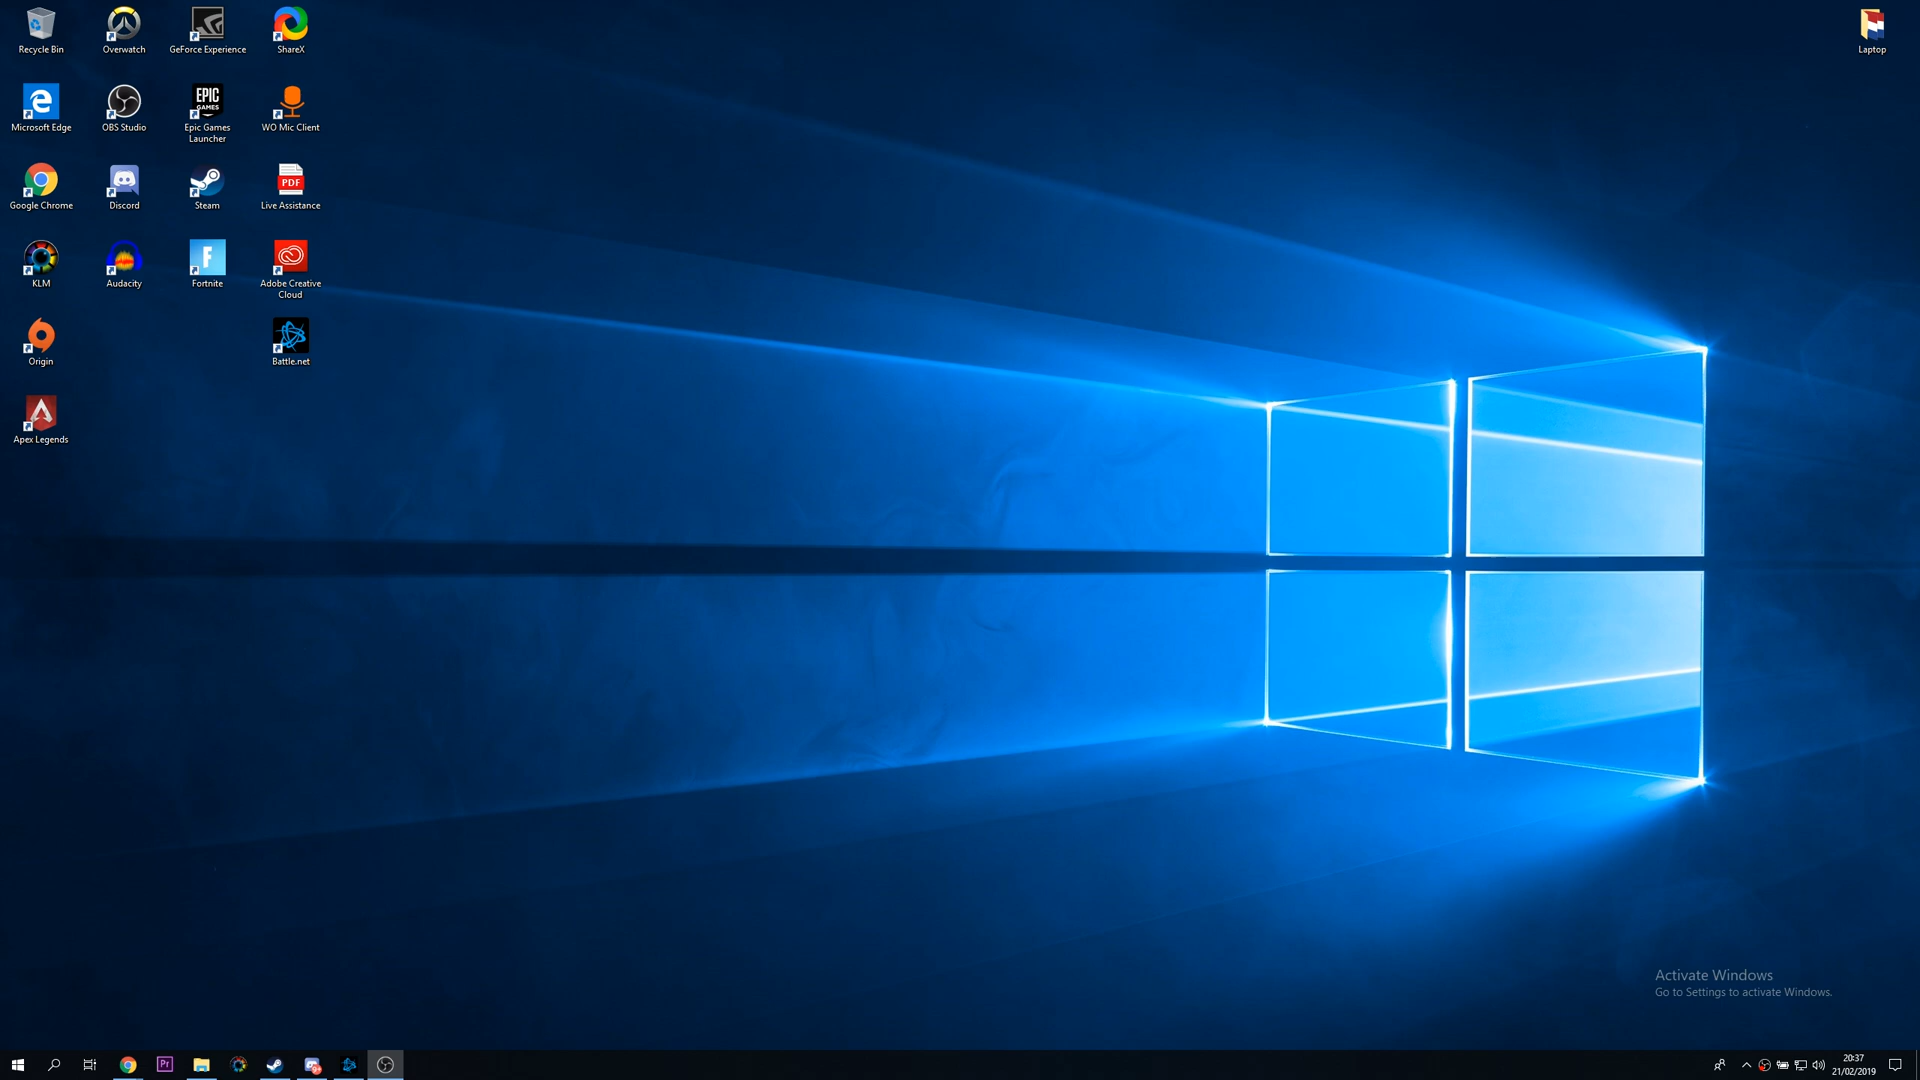 Recycle Bin
Overwatch
GeForce Experience
ShareX
Laptop
Microsoft Edge
OBS Studio
EPIC
GAMES
Epic Games
Launcher
WO Mic Client
Google Chrome
Discord
Steam
PDF
Live Assistance
KLM
Audacity
F
Fortnite
Adobe Creative
Cloud
Origin
Battle.net
Apex Legends
Activate Windows
Go to Settings to activate Windows.
Pr
20:37
21/02/2019